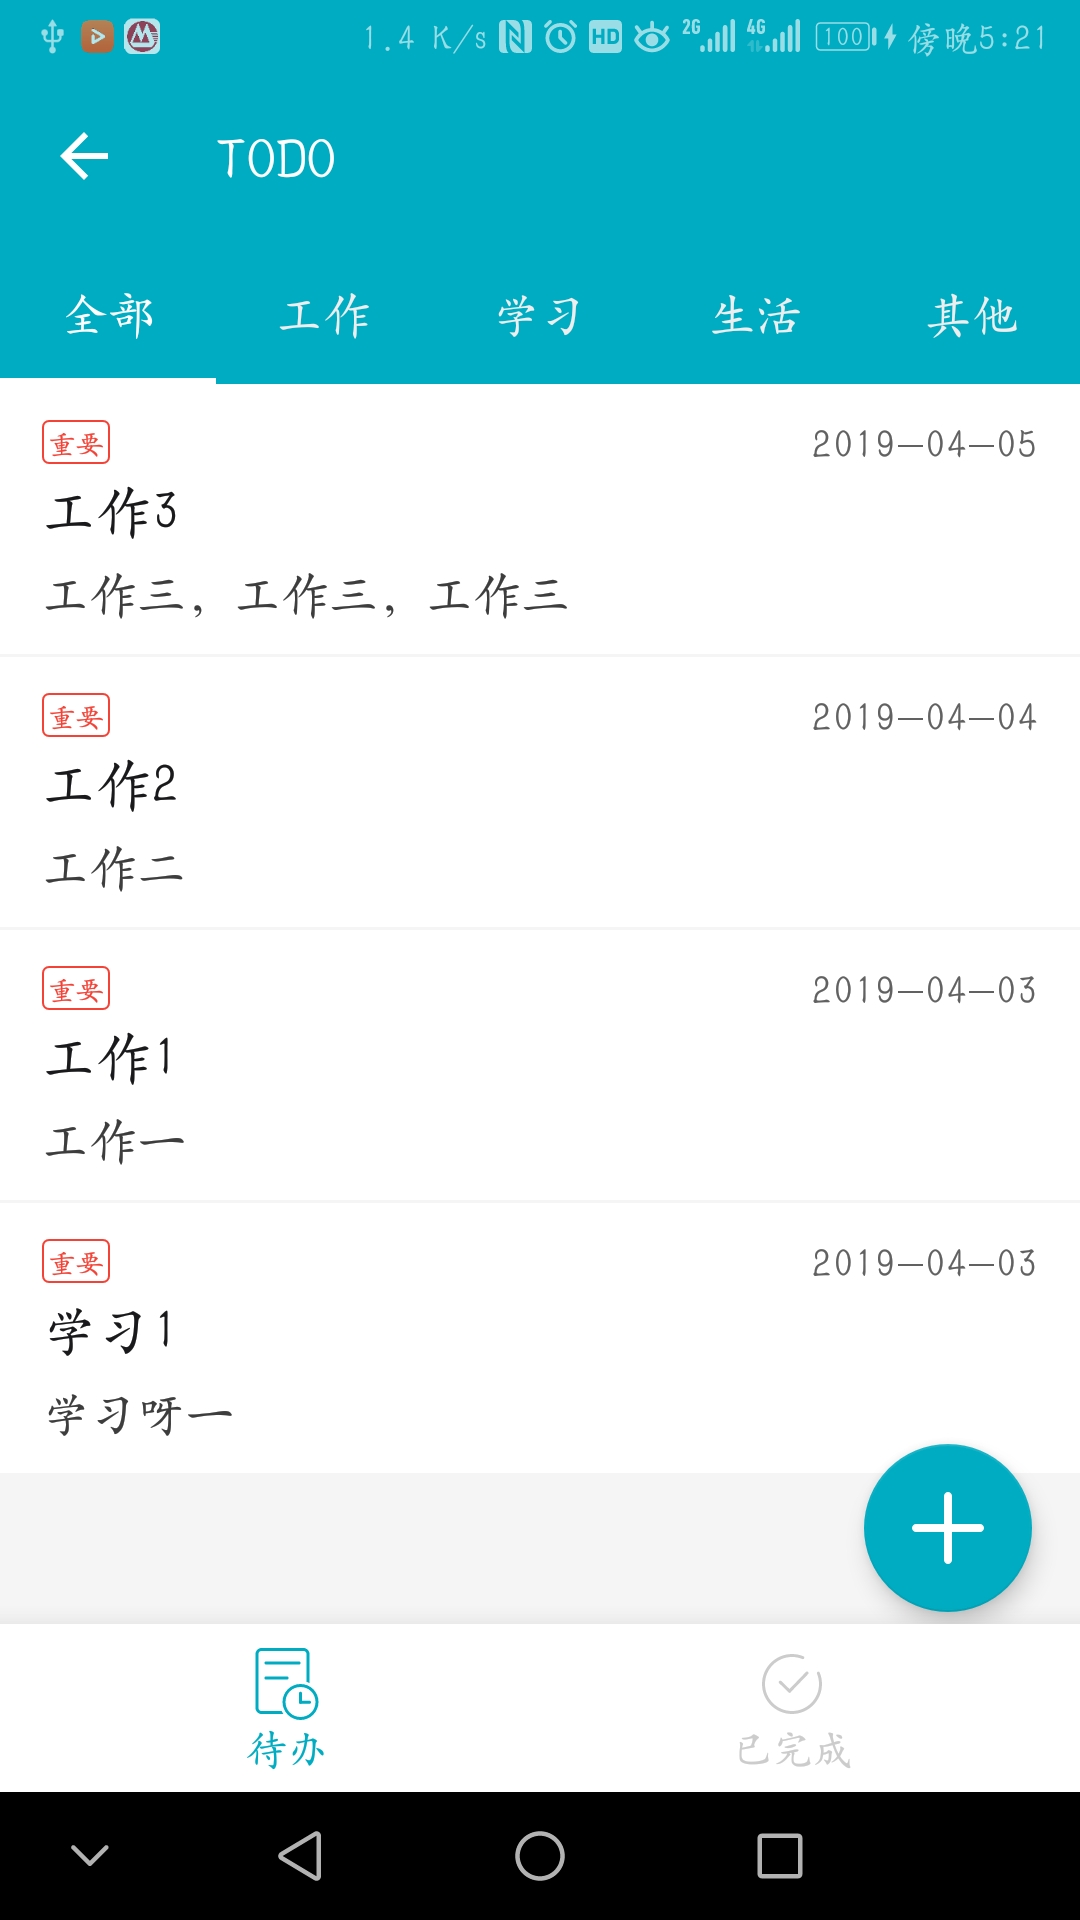 1.4 K/s N HD 2G 4G 100 傍晚5:21
TODO
全部 工作 学习 生活 其他
重要 2019-04-05
工作3
工作三，工作三，工作三
重要 2019-04-04
工作2
工作二
重要 2019-04-03
工作1
工作一
重要 2019-04-03
学习1
学习呀一
待办 已完成